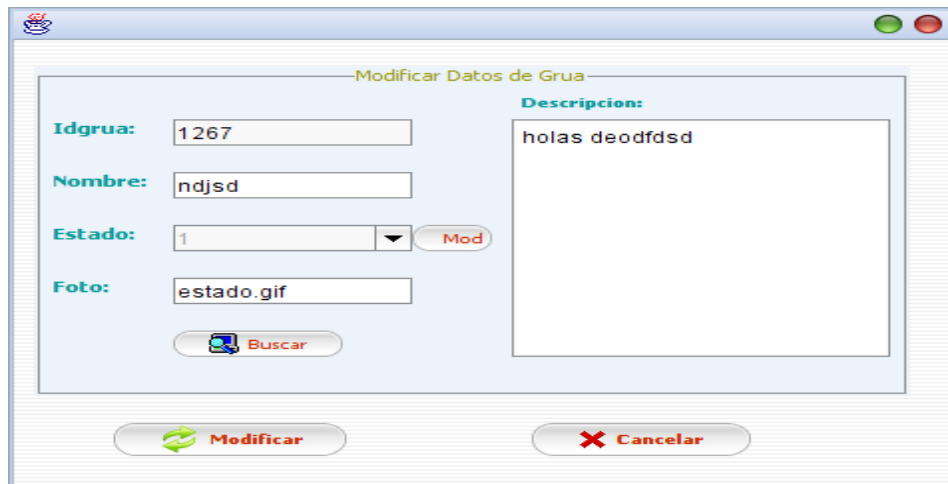 Modificar Datos de Grua
Descripcion:
Idgrua:
1267
holas deodfdsd
Nombre:
ndjsd
Estado:
1
Mod
Foto:
estado.gif
Buscar
Modificar
Cancelar